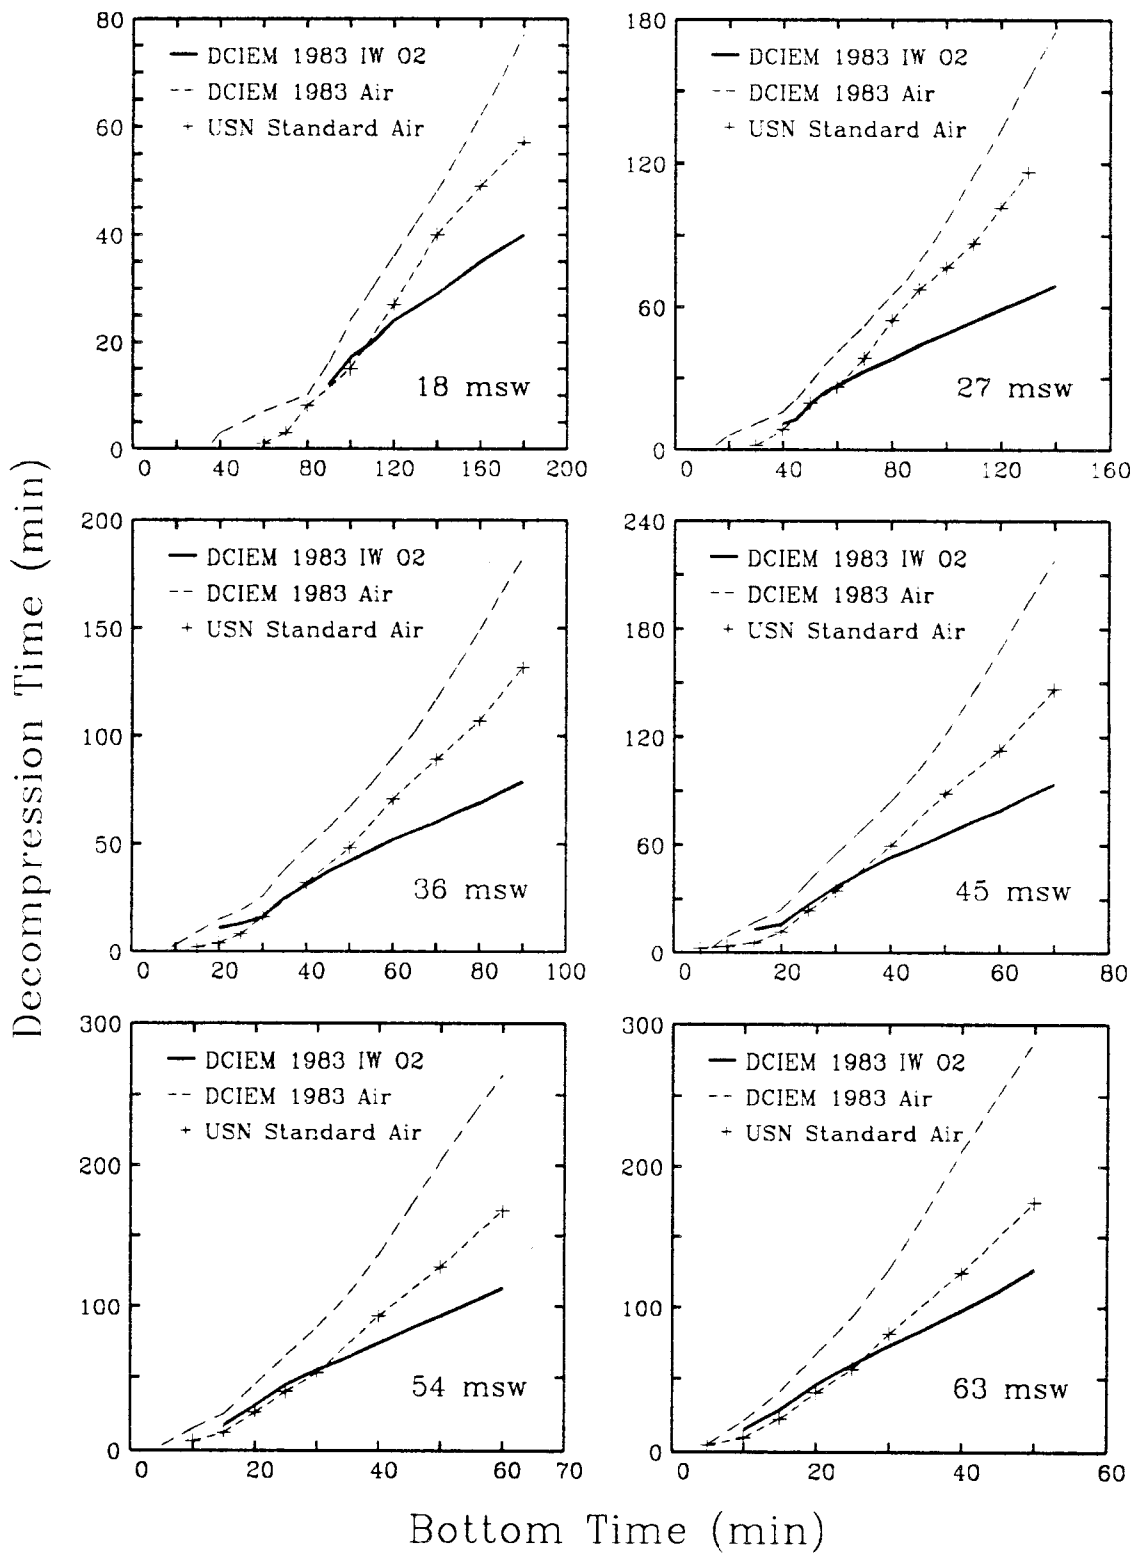 80
60
40
20
0
0 40 80 120 160 200
DCIEM 1983 IW O2
DCIEM 1983 Air
USN Standard Air
18 msw
180
120
60
0
0 40 80 120 160
DCIEM 1983 IW O2
DCIEM 1983 Air
USN Standard Air
27 msw
200
150
100
50
0
0 20 40 60 80 100
DCIEM 1983 IW O2
DCIEM 1983 Air
USN Standard Air
36 msw
240
180
120
60
0
0 20 40 60 80
DCIEM 1983 IW O2
DCIEM 1983 Air
USN Standard Air
45 msw
300
200
100
0
0 20 40 60 70
DCIEM 1983 IW O2
DCIEM 1983 Air
USN Standard Air
54 msw
300
200
100
0
0 20 40 60
DCIEM 1983 IW O2
DCIEM 1983 Air
USN Standard Air
63 msw
Decompression Time (min)
Bottom Time (min)